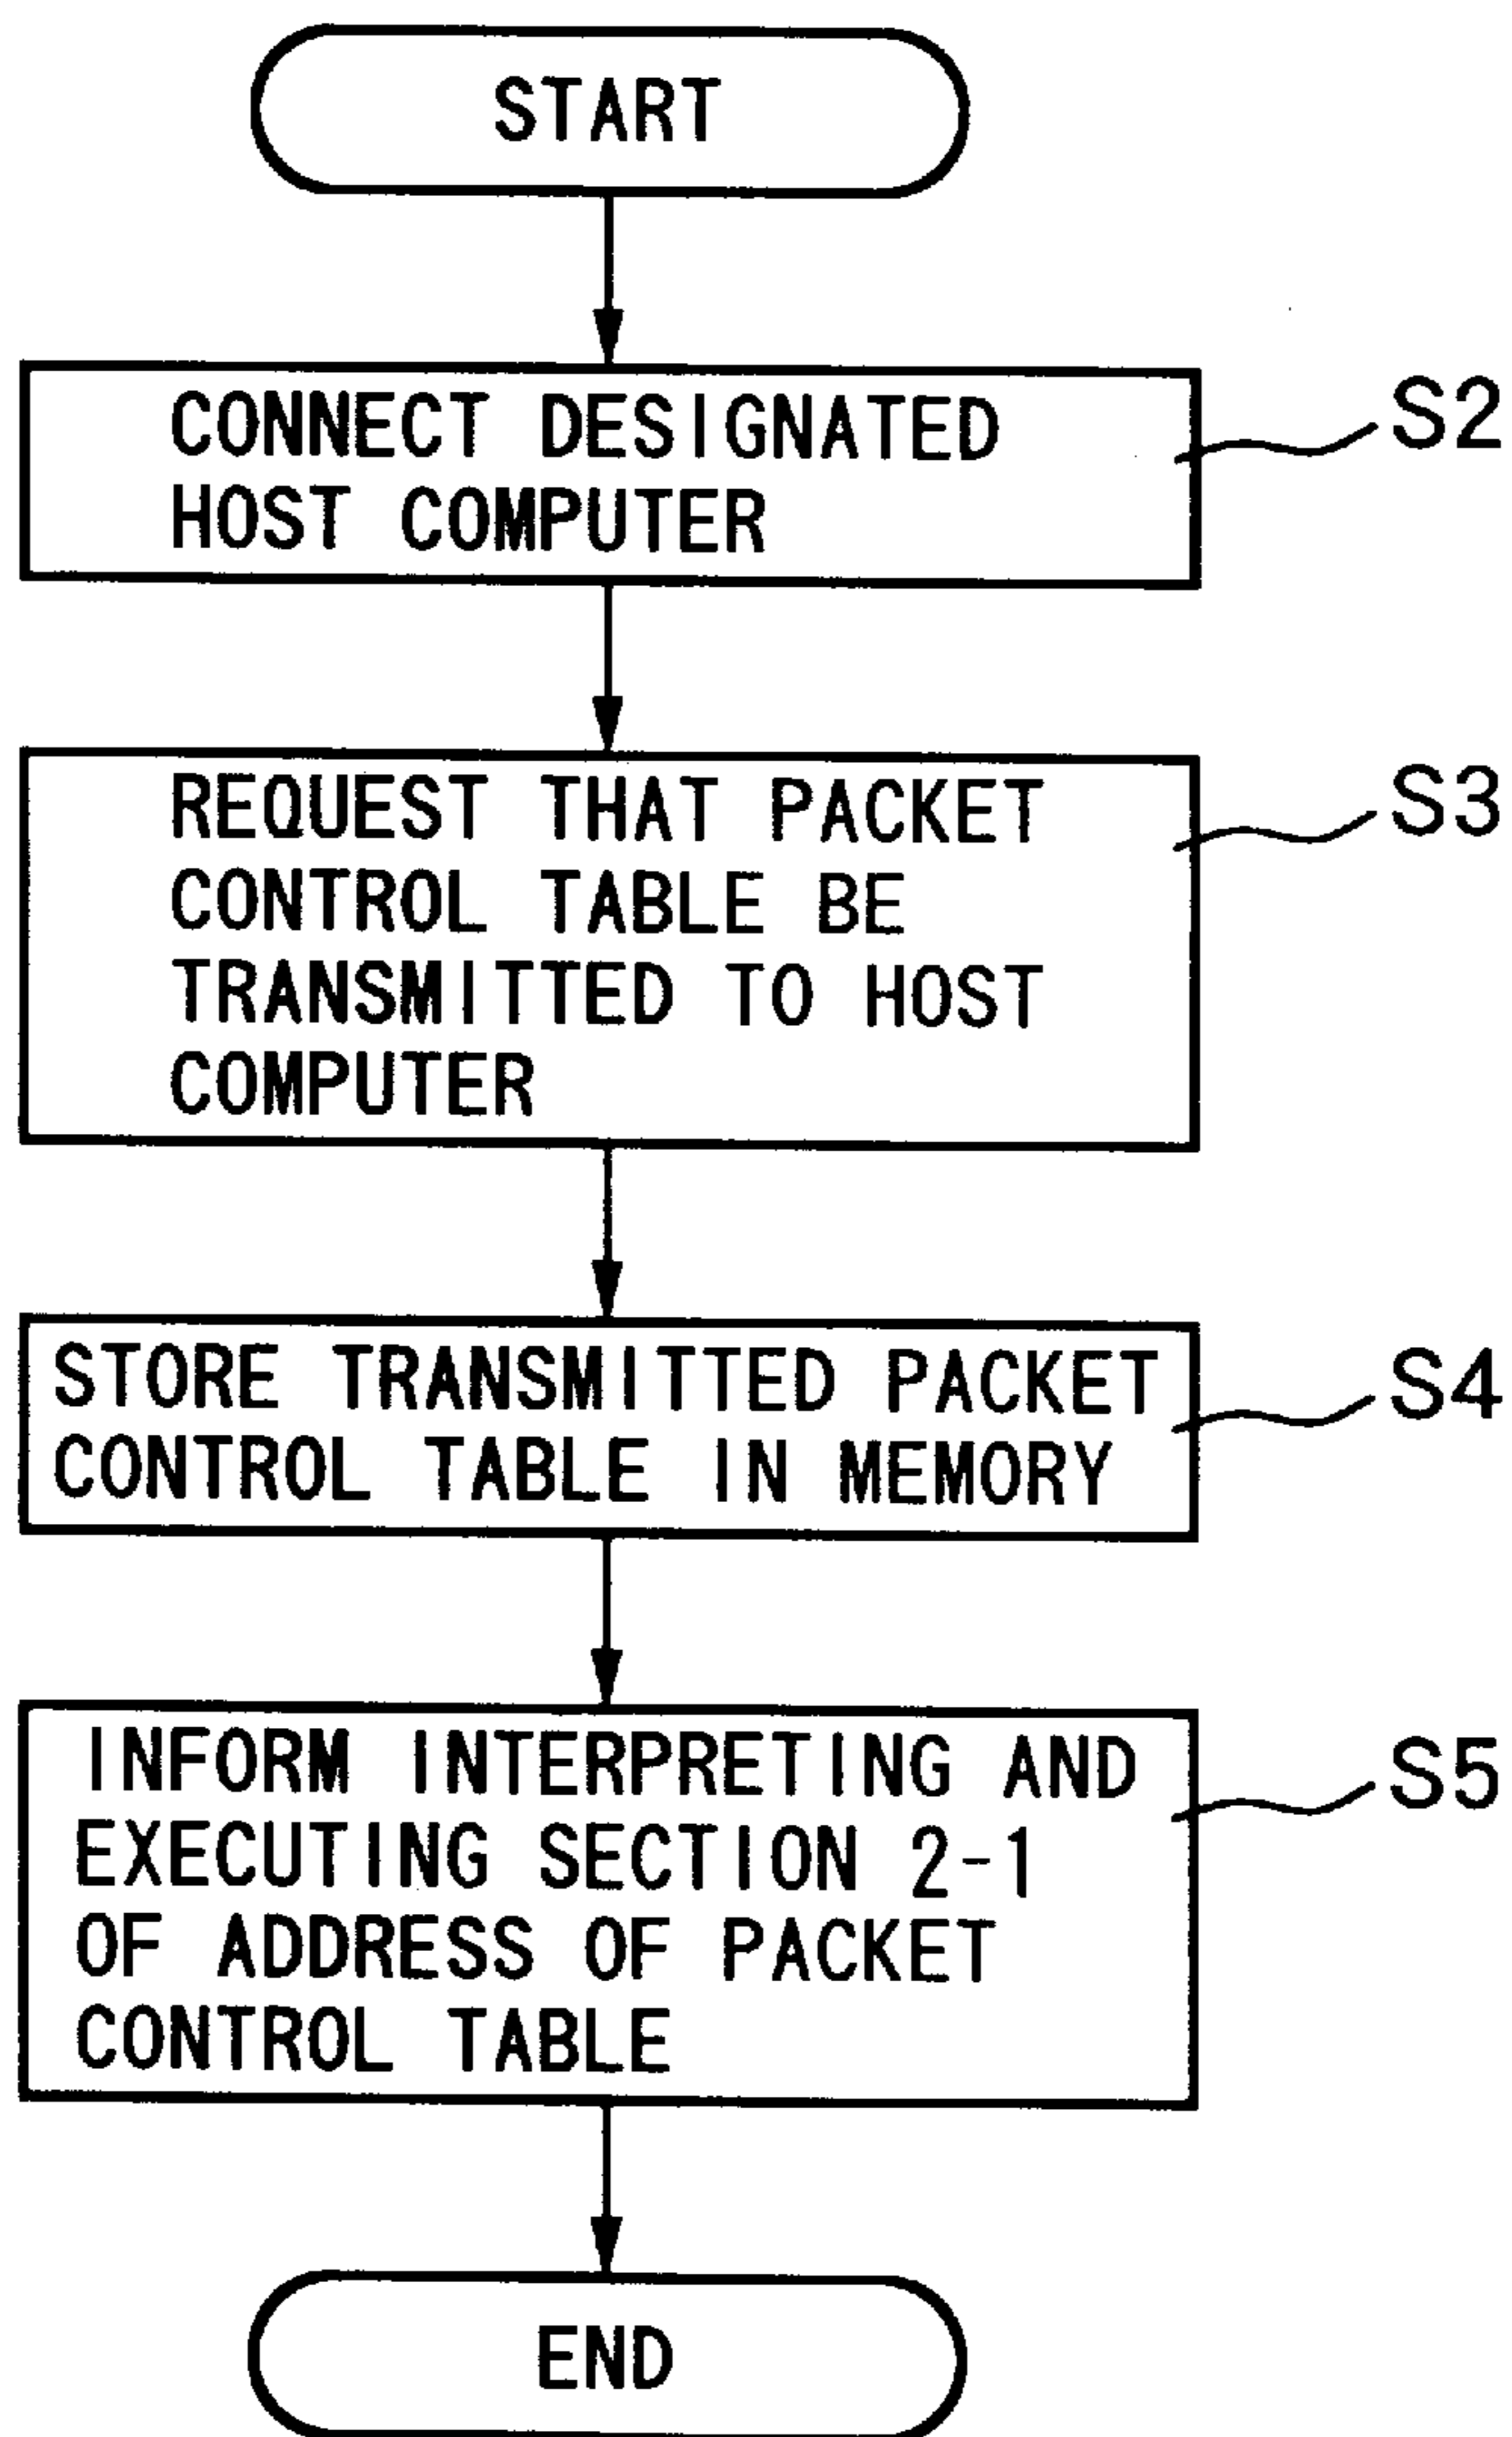 START
CONNECT DESIGNATED
HOST COMPUTER
S2
REQUEST THAT PACKET
CONTROL TABLE BE
TRANSMITTED TO HOST
COMPUTER
S3
STORE TRANSMITTED PACKET
CONTROL TABLE IN MEMORY
S4
INFORM INTERPRETING AND
EXECUTING SECTION 2-1
OF ADDRESS OF PACKET
CONTROL TABLE
S5
END